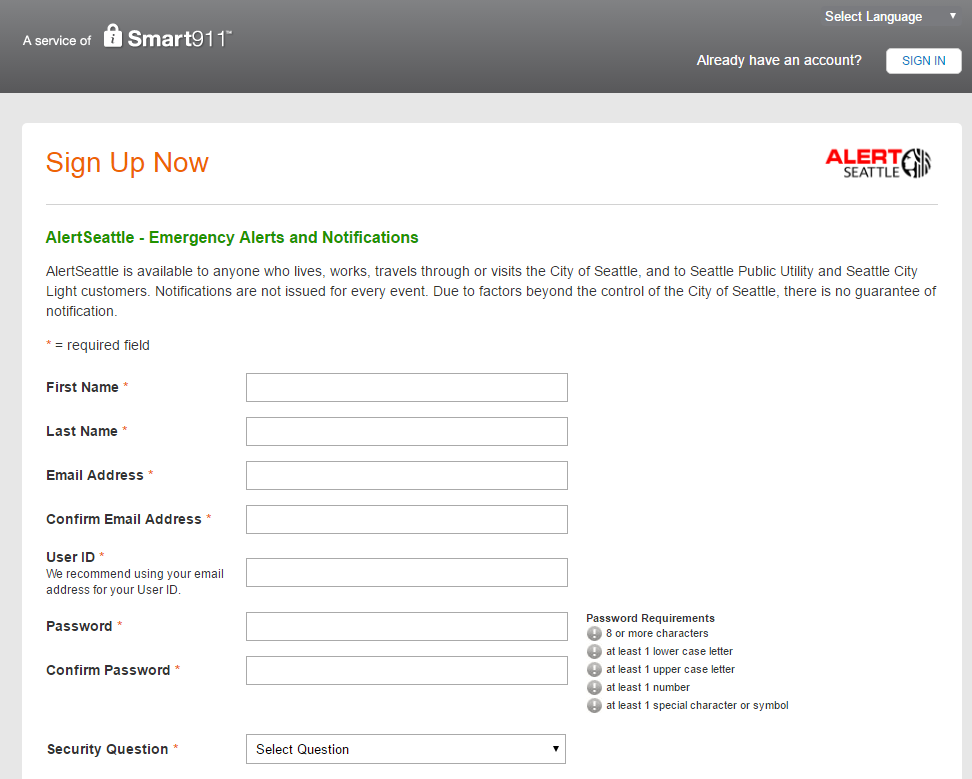 Select Language ▼
A service of Smart911™
Already have an account? SIGN IN
Sign Up Now
ALERT
SEATTLE
AlertSeattle - Emergency Alerts and Notifications
AlertSeattle is available to anyone who lives, works, travels through or visits the City of Seattle, and to Seattle Public Utility and Seattle City
Light customers. Notifications are not issued for every event. Due to factors beyond the control of the City of Seattle, there is no guarantee of
notification.
* = required field
First Name *
Last Name *
Email Address *
Confirm Email Address *
User ID *
We recommend using your email
address for your User ID.
Password *
Confirm Password *
Password Requirements
8 or more characters
at least 1 lower case letter
at least 1 upper case letter
at least 1 number
at least 1 special character or symbol
Security Question * Select Question ▼